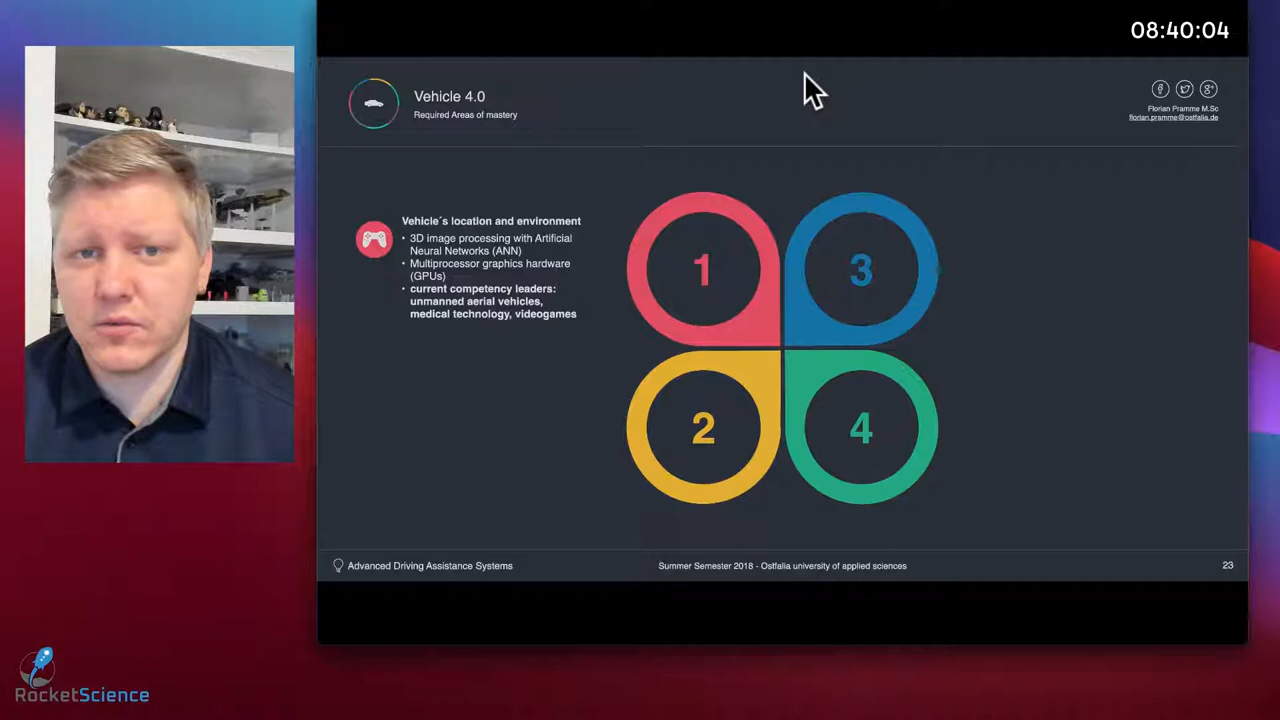 08:40:04
Vehicle 4.0
Required Areas of mastery
Florian Pramme M.Sc
florian.pramme@ostfalia.de
Vehicle´s location and environment
• 3D image processing with Artificial
Neural Networks (ANN)
• Multiprocessor graphics hardware
(GPUs)
• current competency leaders:
unmanned aerial vehicles,
medical technology, videogames
1
3
2
4
Advanced Driving Assistance Systems
Summer Semester 2018 - Ostfalia university of applied sciences
23
RocketScience